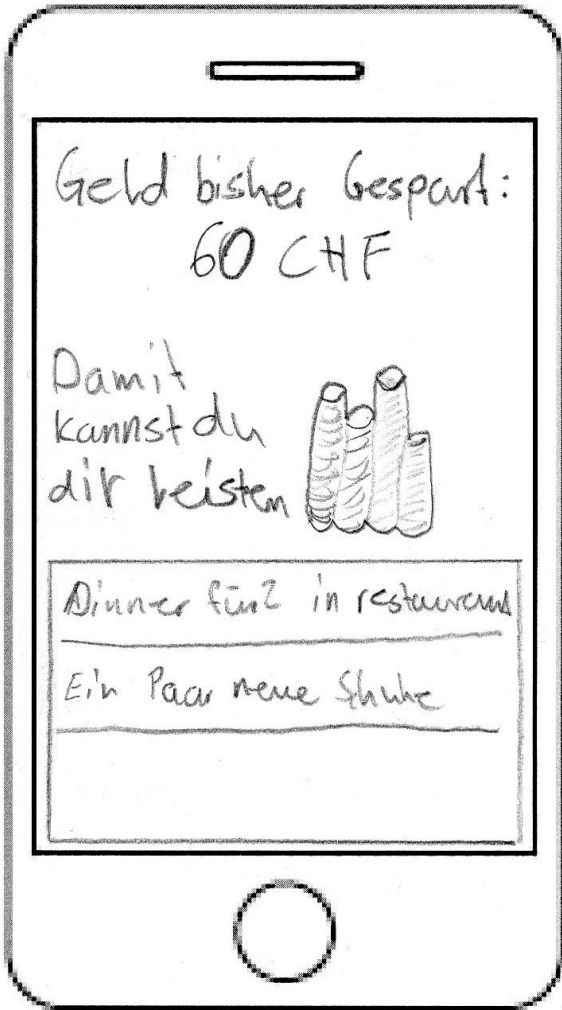 Geld bisher Gespart:
60 CHF
Damit
kannst du
dir leisten
Dinner für 2 in restaurant
Ein Paar neue Schuhe